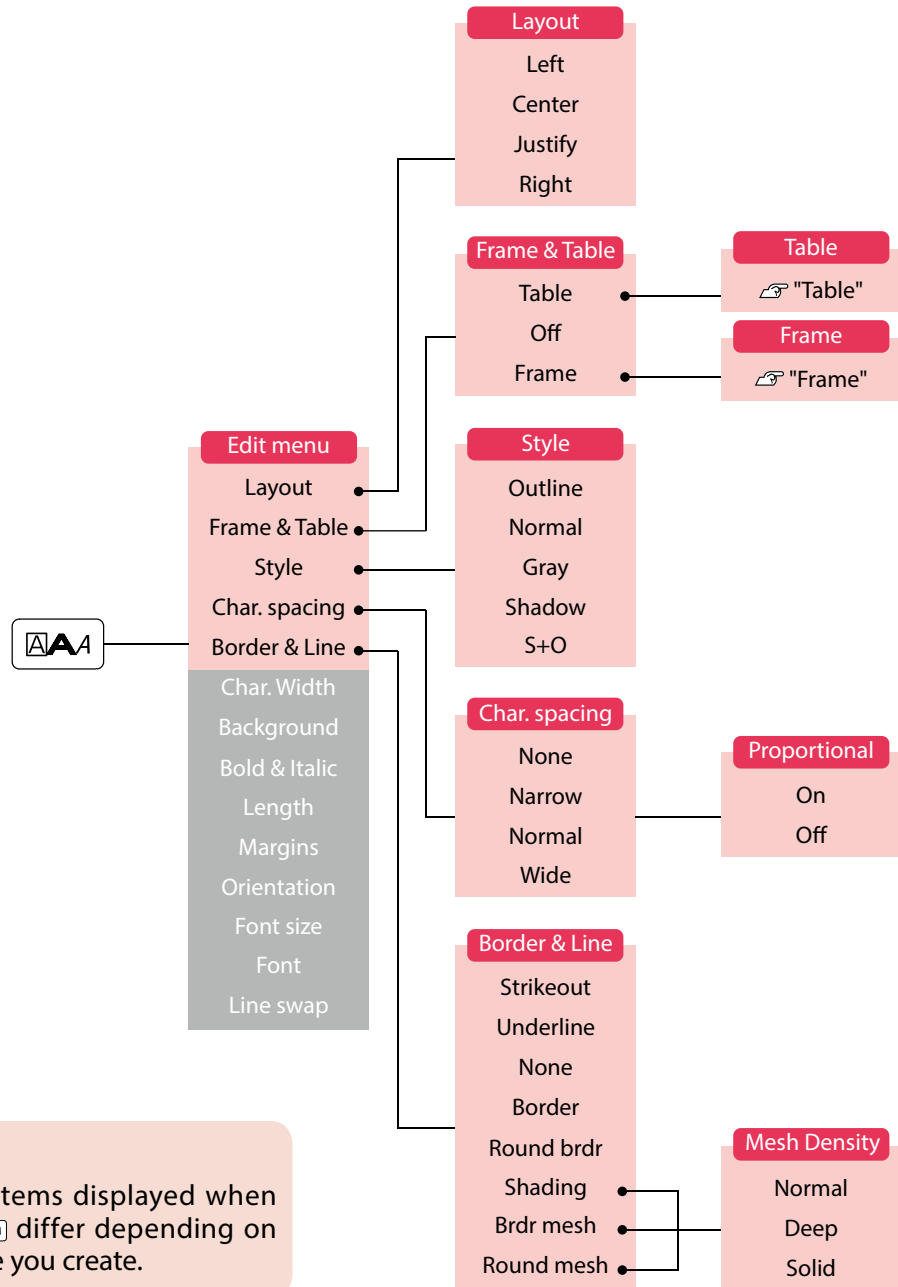 AAA
Edit menu
Layout
Frame & Table
Style
Char. spacing
Border & Line
Char. Width
Background
Bold & Italic
Length
Margins
Orientation
Font size
Font
Line swap
Layout
Left
Center
Justify
Right
Frame & Table
Table
Off
Frame
Table
"Table"
Frame
"Frame"
Style
Outline
Normal
Gray
Shadow
S+O
Char. spacing
None
Narrow
Normal
Wide
Proportional
On
Off
Border & Line
Strikeout
Underline
None
Border
Round brdr
Shading
Brdr mesh
Round mesh
Mesh Density
Normal
Deep
Solid
displayed when
differ depending on
you create.